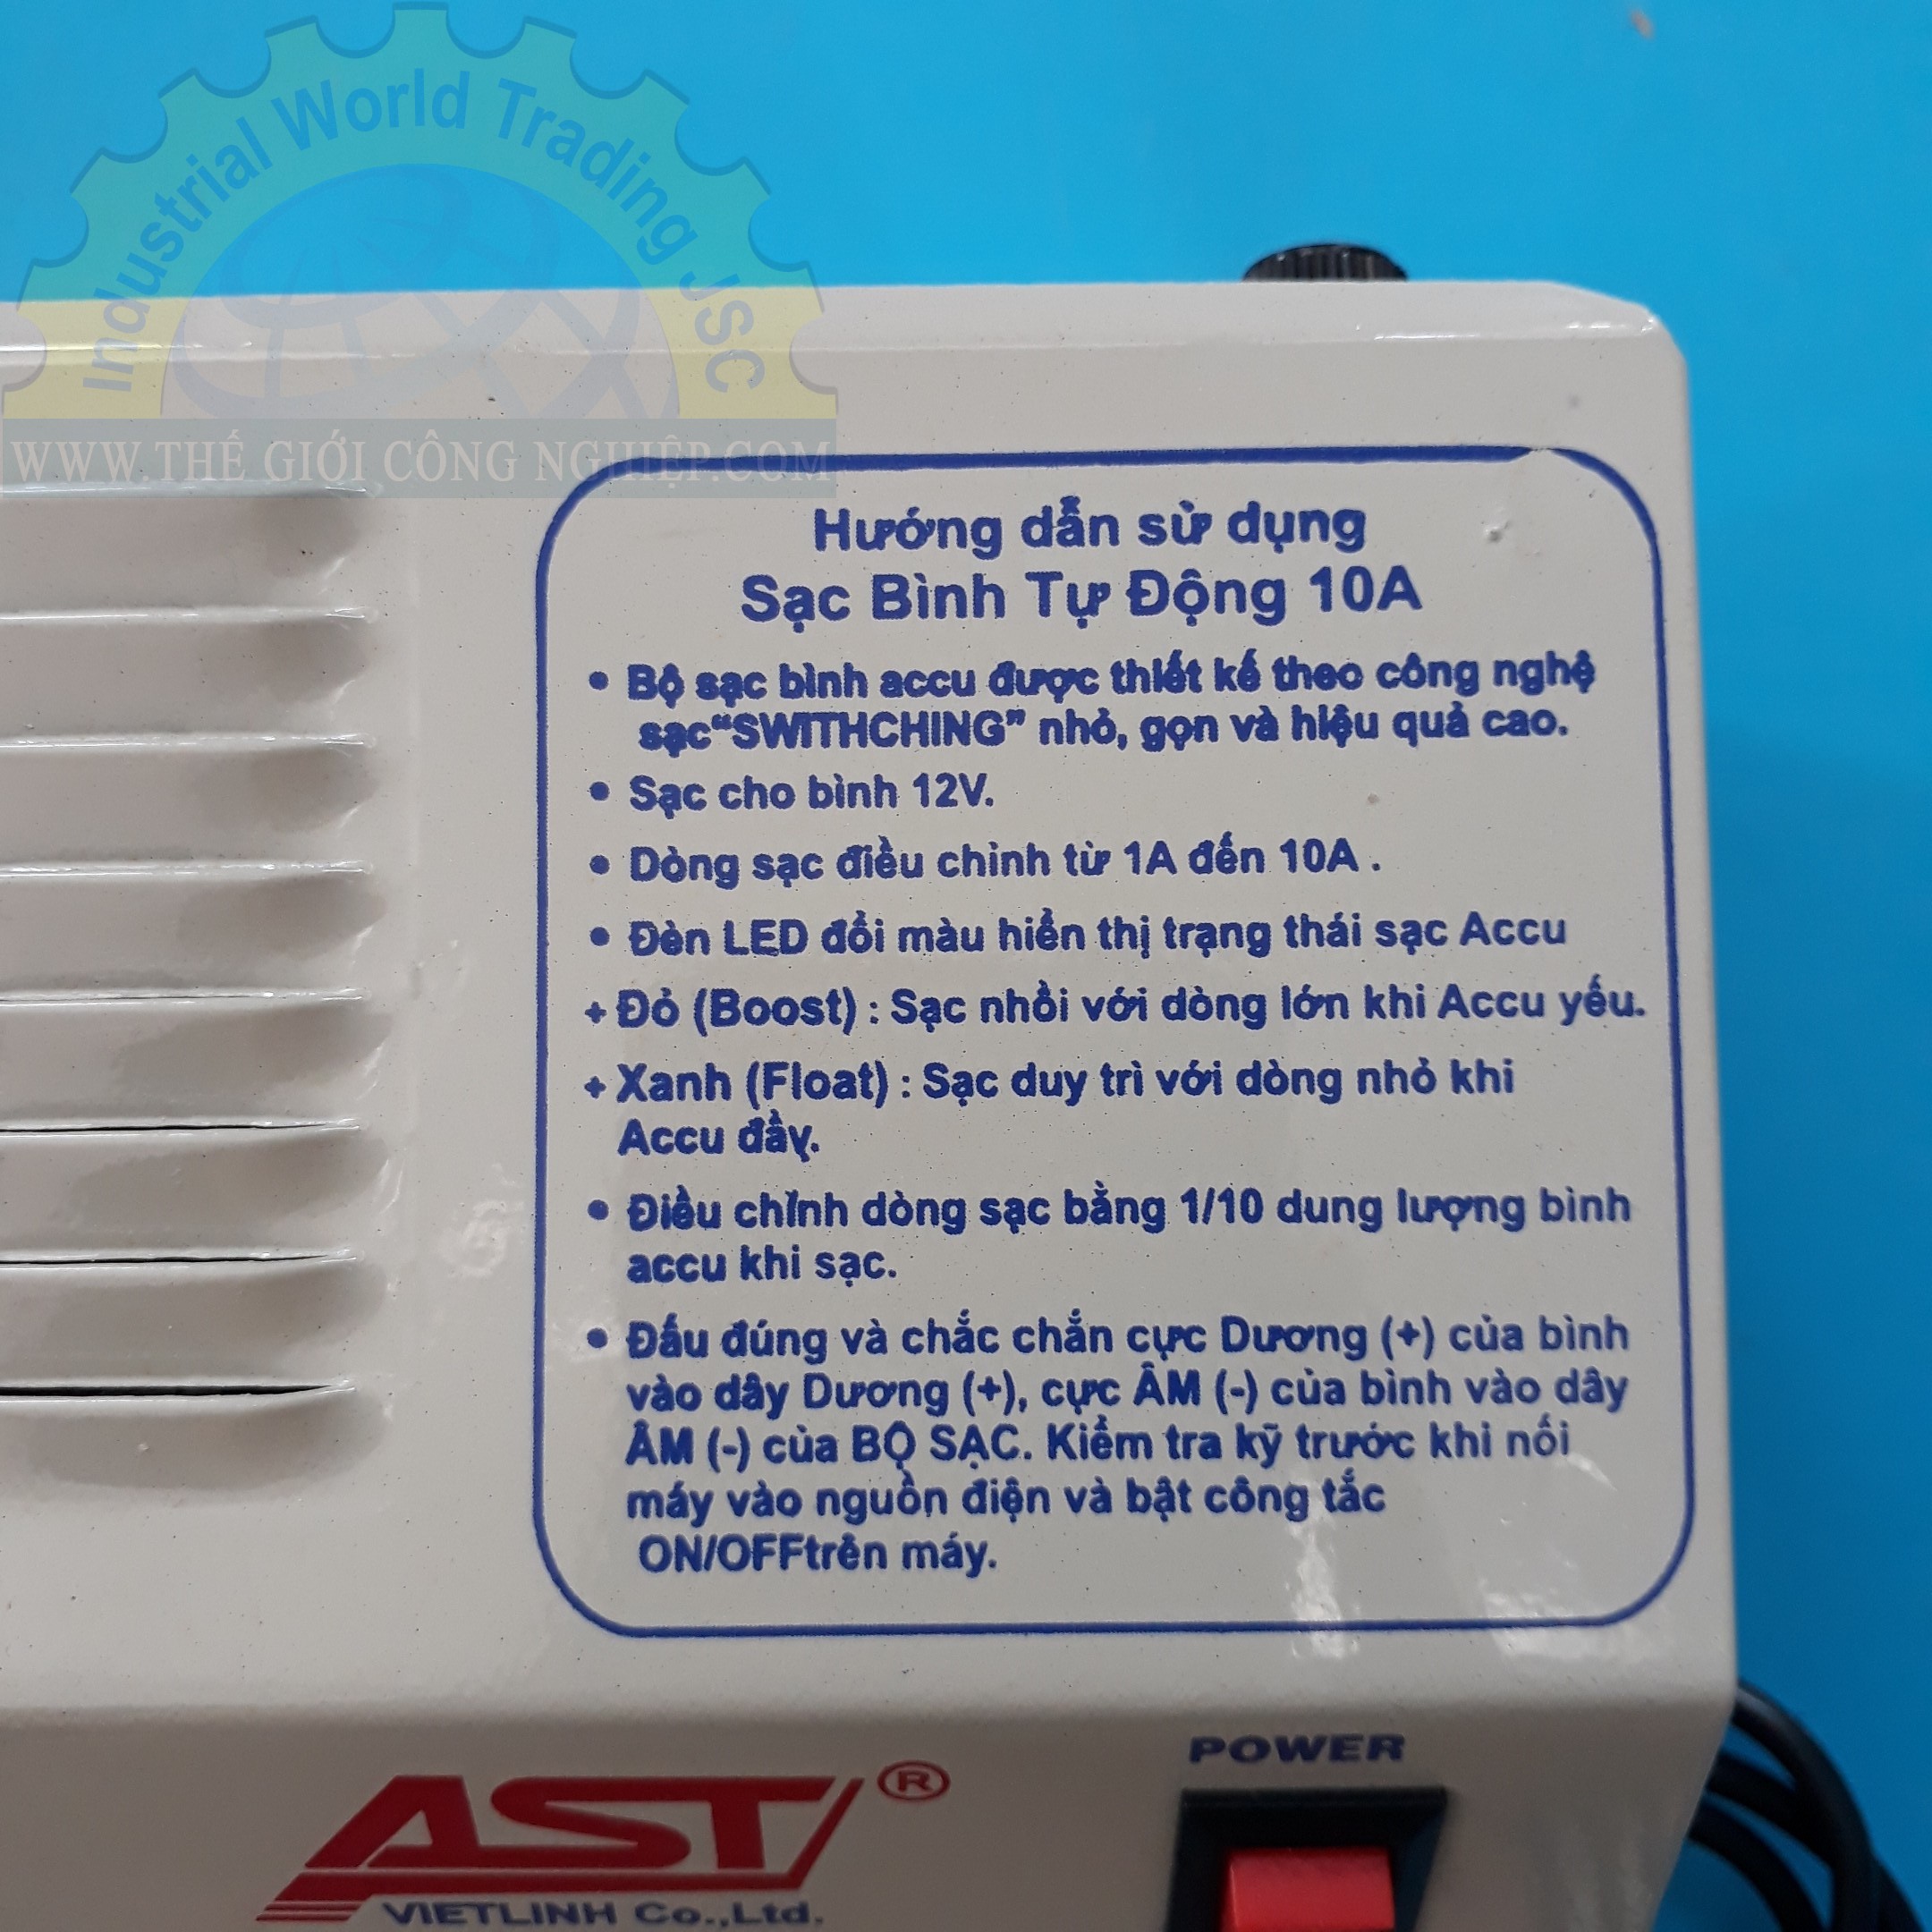 Industrial World Trading JSC
WWW.THẾ GIỚI CÔNG NGHIỆP.COM
Hướng dẫn sử dụng
Sạc Bình Tự Động 10A
• Bộ sạc bình accu được thiết kế theo công nghệ
sạc“SWITHCHING” nhỏ, gọn và hiệu quả cao.
• Sạc cho bình 12V.
• Dòng sạc điều chỉnh từ 1A đến 10A .
• Đèn LED đổi màu hiển thị trạng thái sạc Accu
+ Đỏ (Boost) : Sạc nhồi với dòng lớn khi Accu yếu.
+ Xanh (Float) : Sạc duy trì với dòng nhỏ khi
Accu đầy.
• Điều chỉnh dòng sạc bằng 1/10 dung lượng bình
accu khi sạc.
• Đấu đúng và chắc chắn cực Dương (+) của bình
vào dây Dương (+), cực ÂM (-) của bình vào dây
ÂM (-) của BỘ SẠC. Kiểm tra kỹ trước khi nối
máy vào nguồn điện và bật công tắc
ON/OFFtrên máy.
POWER
AST ®
VIETLINH Co.,Ltd.